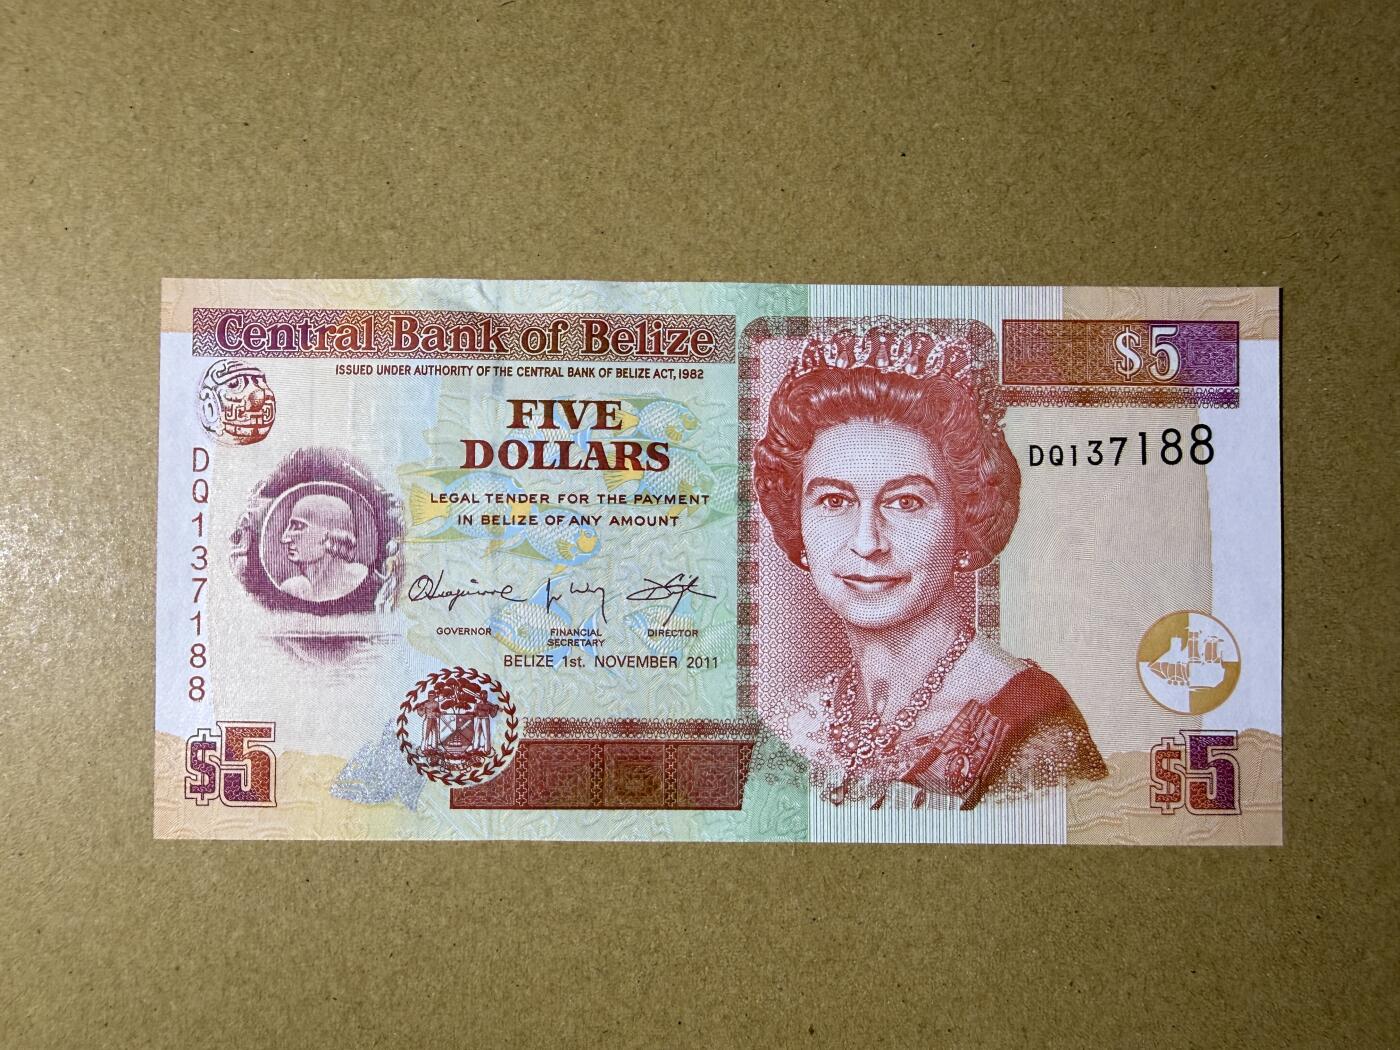 Central Bank of Belize
ISSUED UNDER AUTHORITY OF THE CENTRAL BANK OF BELIZE ACT, 1982
$5
FIVE
DOLLARS
DQ137188
LEGAL TENDER FOR THE PAYMENT
IN BELIZE OF ANY AMOUNT
DQ137188
GOVERNOR
FINANCIAL
SECRETARY
DIRECTOR
BELIZE 1st. NOVEMBER 2011
$5
$5